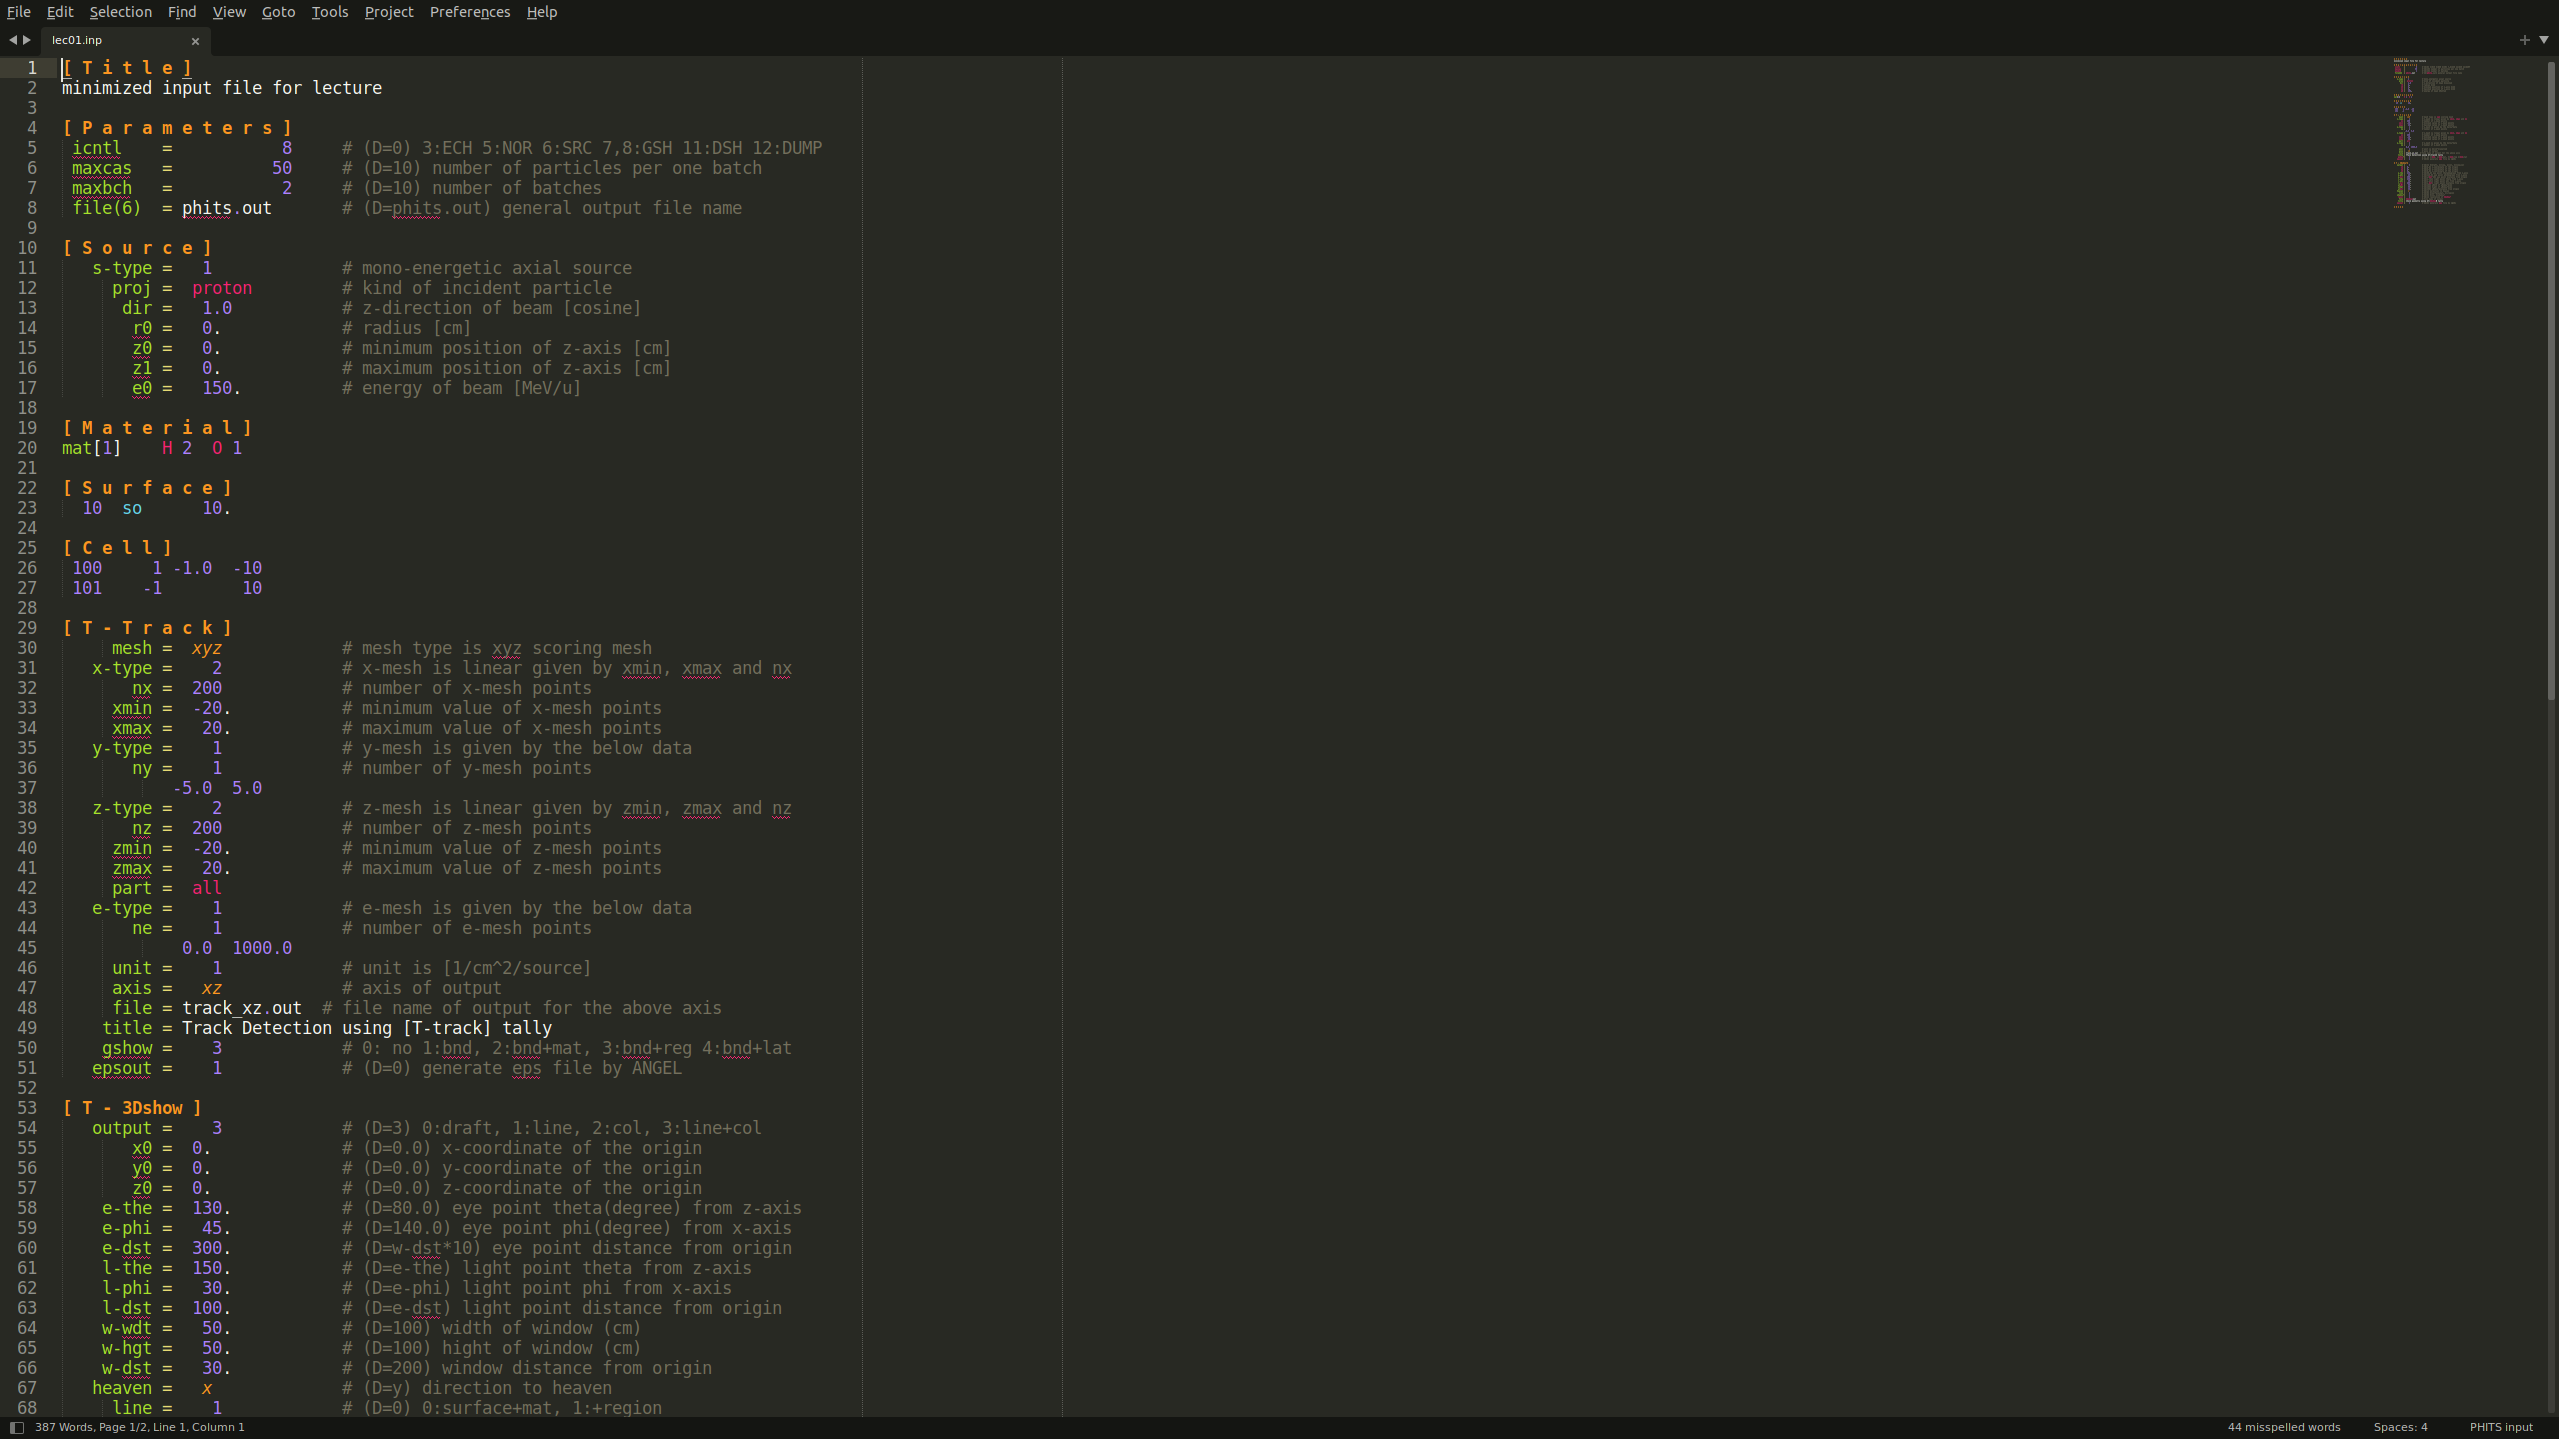 File Edit Selection Find View Goto Tools Project Preferences Help
lec01.inp
1 [ T i t l e ]
2 minimized input file for lecture
3
4 [ P a r a m e t e r s ]
5 icntl = 8 # (D=0) 3:ECH 5:NOR 6:SRC 7,8:GSH 11:DSH 12:DUMP
6 maxcas = 50 # (D=10) number of particles per one batch
7 maxbch = 2 # (D=10) number of batches
8 file(6) = phits.out # (D=phits.out) general output file name
9
10 [ S o u r c e ]
11 s-type = 1 # mono-energetic axial source
12 proj = proton # kind of incident particle
13 dir = 1.0 # z-direction of beam [cosine]
14 r0 = 0. # radius [cm]
15 z0 = 0. # minimum position of z-axis [cm]
16 z1 = 0. # maximum position of z-axis [cm]
17 e0 = 150. # energy of beam [MeV/u]
18
19 [ M a t e r i a l ]
20 mat[1] H 2 O 1
21
22 [ S u r f a c e ]
23 10 so 10.
24
25 [ C e l l ]
26 100 1 -1.0 -10
27 101 -1 10
28
29 [ T - T r a c k ]
30 mesh = xyz # mesh type is xyz scoring mesh
31 x-type = 2 # x-mesh is linear given by xmin, xmax and nx
32 nx = 200 # number of x-mesh points
33 xmin = -20. # minimum value of x-mesh points
34 xmax = 20. # maximum value of x-mesh points
35 y-type = 1 # y-mesh is given by the below data
36 ny = 1 # number of y-mesh points
37 -5.0 5.0
38 z-type = 2 # z-mesh is linear given by zmin, zmax and nz
39 nz = 200 # number of z-mesh points
40 zmin = -20. # minimum value of z-mesh points
41 zmax = 20. # maximum value of z-mesh points
42 part = all
43 e-type = 1 # e-mesh is given by the below data
44 ne = 1 # number of e-mesh points
45 0.0 1000.0
46 unit = 1 # unit is [1/cm^2/source]
47 axis = xz # axis of output
48 file = track_xz.out # file name of output for the above axis
49 title = Track Detection using [T-track] tally
50 gshow = 3 # 0: no 1:bnd, 2:bnd+mat, 3:bnd+reg 4:bnd+lat
51 epsout = 1 # (D=0) generate eps file by ANGEL
52
53 [ T - 3Dshow ]
54 output = 3 # (D=3) 0:draft, 1:line, 2:col, 3:line+col
55 x0 = 0. # (D=0.0) x-coordinate of the origin
56 y0 = 0. # (D=0.0) y-coordinate of the origin
57 z0 = 0. # (D=0.0) z-coordinate of the origin
58 e-the = 130. # (D=80.0) eye point theta(degree) from z-axis
59 e-phi = 45. # (D=140.0) eye point phi(degree) from x-axis
60 e-dst = 300. # (D=w-dst*10) eye point distance from origin
61 l-the = 150. # (D=e-the) light point theta from z-axis
62 l-phi = 30. # (D=e-phi) light point phi from x-axis
63 l-dst = 100. # (D=e-dst) light point distance from origin
64 w-wdt = 50. # (D=100) width of window (cm)
65 w-hgt = 50. # (D=100) hight of window (cm)
66 w-dst = 30. # (D=200) window distance from origin
67 heaven = x # (D=y) direction to heaven
68 line = 1 # (D=0) 0:surface+mat, 1:+region
387 Words, Page 1/2, Line 1, Column 1 44 misspelled words Spaces: 4 PHITS input